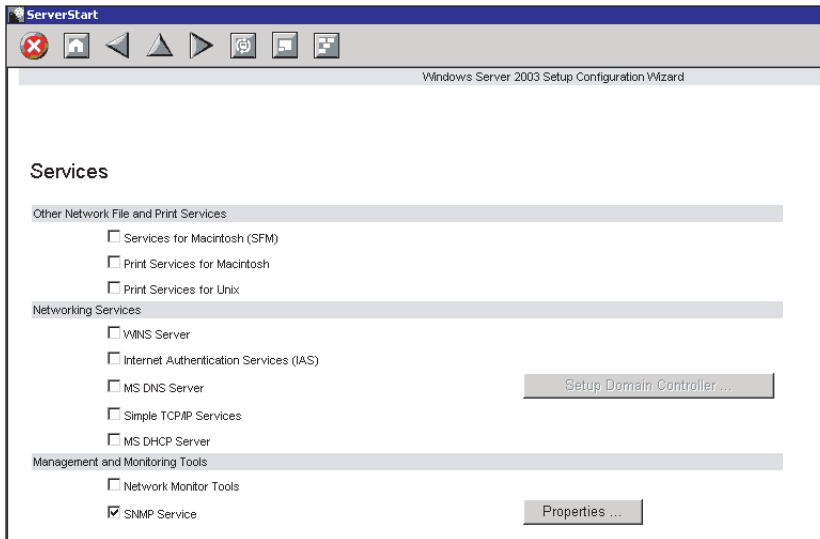 ServerStart
Windows Server 2003 Setup Configuration Wizard
Services
Other Network File and Print Services
Services for Macintosh (SFM)
Print Services for Macintosh
Print Services for Unix
Networking Services
WINS Server
Internet Authentication Services (IAS)
MS DNS Server
Setup Domain Controller ...
Simple TCP/IP Services
MS DHCP Server
Management and Monitoring Tools
Network Monitor Tools
SNMP Service
Properties ...